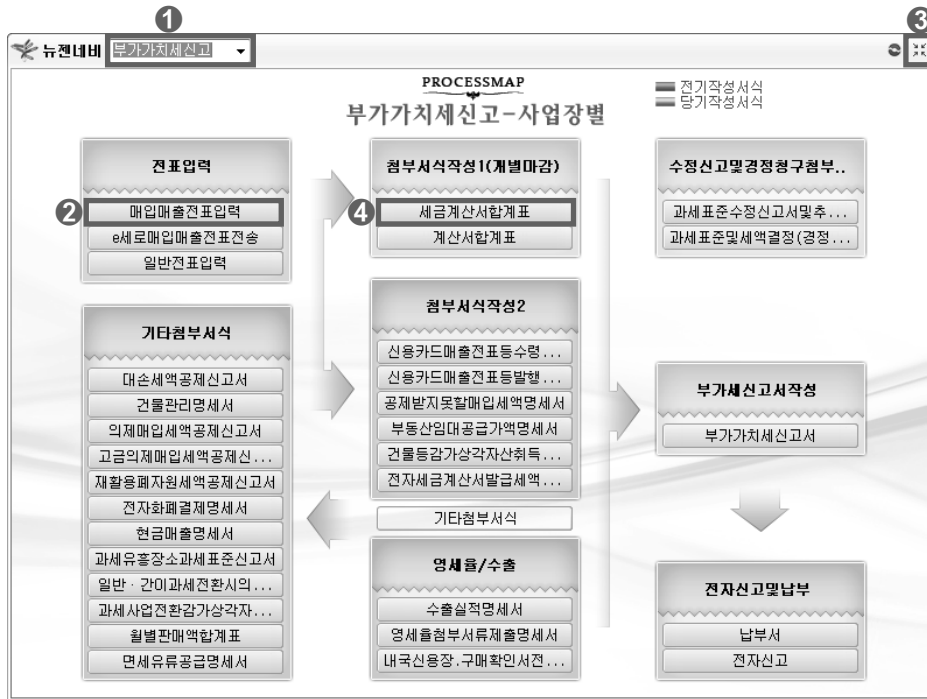 1
3
뉴젠네비 부가가치세신고
PROCESSMAP
부가가치세신고-사업장별
전기작성서식
당기작성서식
전표입력
2 매입매출전표입력
e세로매입매출전표전송
일반전표입력
기타첨부서식
대손세액공제신고서
건물관리명세서
의제매입세액공제신고서
고금의제매입세액공제신...
재활용폐자원세액공제신고서
전자화폐결제명세서
현금매출명세서
과세유흥장소과세표준신고서
일반·간이과세전환시의...
과세사업전환감가상각자...
월별판매액합계표
면세유류공급명세서
첨부서식작성1(개별마감)
4 세금계산서합계표
계산서합계표
첨부서식작성2
신용카드매출전표등수령...
신용카드매출전표등발행...
공제받지못할매입세액명세서
부동산임대공급가액명세서
건물등감가상각자산취득...
전자세금계산서발급세액...
기타첨부서식
영세율/수출
수출실적명세서
영세율첨부서류제출명세서
내국신용장.구매확인서전...
수정신고및경정청구첨부..
과세표준수정신고서및추...
과세표준및세액결정(경정...
부가세신고서작성
부가가치세신고서
전자신고및납부
납부서
전자신고